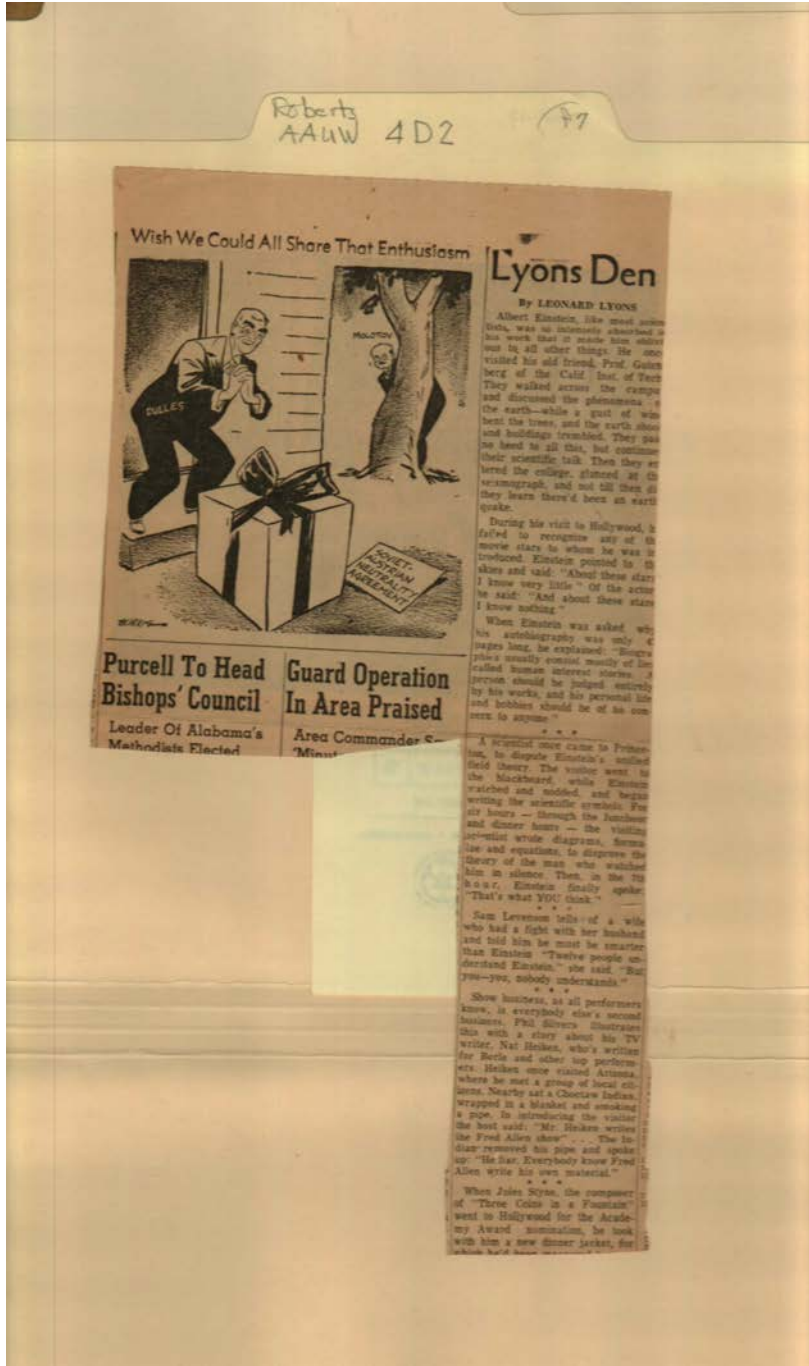 Roberts
AAUW 4D2
Wish We Could All Share That Enthusiasm
DULLES
MOLOTOV
SOVIET-
AUSTRIAN
NEUTRALITY
AGREEMENT
Purcell To Head
Bishops' Council
Leader Of Alabama's
Methodists Elected
Guard Operation
In Area Praised
Area Commander
'Minut
Lyons Den
By LEONARD LYONS
Albert Einstein, like most scien
tists, was so intensely absorbed in
his work that it made him oblivi
ous to all other things. He onc
visited his old friend, Prof. Guten
berg of the Calif. Inst. of Tech
They walked across the campu
and discussed the phenomena o
the earth—while a gust of win
bent the trees, and the earth shoo
and buildings trembled. They pai
no heed to all this, but continue
their scientific talk. Then they en
tered the college, glanced at th
seismograph, and not till then di
they learn there'd been an earth
quake.
During his visit to Hollywood, h
failed to recognize any of th
movie stars to whom he was in
troduced. Einstein pointed to th
skies and said: "About these stars
I know very little." Of the actor
he said: "And about these stars
I know nothing."
When Einstein was asked why
his autobiography was only
pages long, he explained: "Biogra
phies usually consist mostly of lies
called human interest stories. A
person should be judged entirely
by his works, and his personal life
and hobbies should be of no con
cern to anyone."
* * *
A scientist once came to Prince-
ton, to dispute Einstein's unified
field theory. The visitor went to
the blackboard, while Einstein
watched and nodded, and began
writing the scientific symbols. For
six hours — through the luncheon
and dinner hours — the visiting
scientist wrote diagrams, formu-
lae and equations, to disprove the
theory of the man who watched
him in silence. Then, in the 7th
hour, Einstein finally spoke:
"That's what YOU think."
* * *
Sam Levenson tells of a wife
who had a fight with her husband
and told him he must be smarter
than Einstein "Twelve people un-
derstand Einstein," she said. "But
you—you, nobody understands."
* * *
Show business, as all performers
know, is everybody else's second
business. Phil Silvers illustrates
this with a story about his TV
writer, Nat Heiken, who's written
for Berle and other top perform-
ers. Heiken once visited Arizona,
where he met a group of local cit-
izens. Nearby sat a Choctaw Indian,
wrapped in a blanket and smoking
a pipe. In introducing the visitor
the host said: "Mr. Heiken writes
the Fred Allen show" . . . The In-
dian removed his pipe and spoke
up: "He liar. Everybody know Fred
Allen write his own material."
* * *
When Jules Styne, the composer
of "Three Coins in a Fountain"
went to Hollywood for the Acade-
my Award nomination, he took
with him a new dinner jacket, for
which he'd been